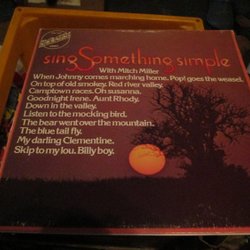 sing Something simple
With Mitch Miller
When Johnny comes marching home. Pop! goes the weasel.
On top of old smokey. Red river valley.
Camptown races. Oh susanna.
Goodnight Irene. Aunt Rhody.
Down in the valley.
Listen to the mocking bird.
The bear went over the mountain.
The blue tail fly.
My darling Clementine.
Skip to my lou. Billy boy.